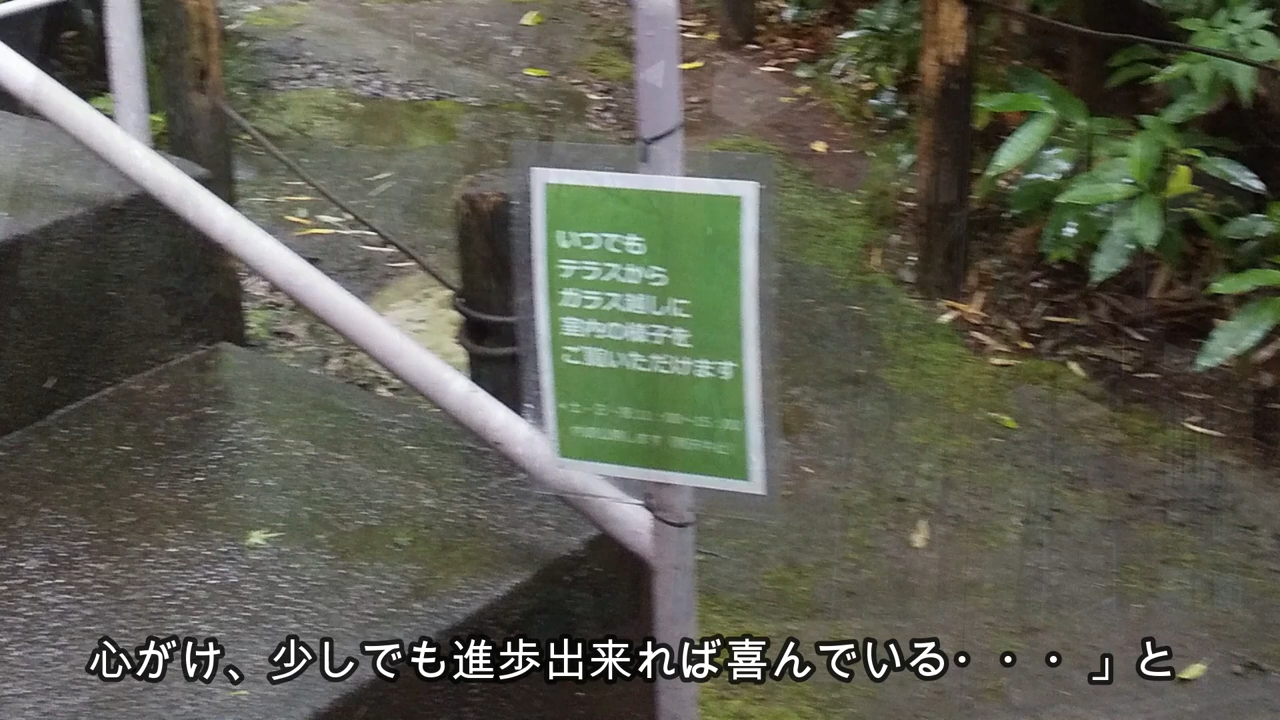 いつでも
テラスから
ガラス越しに
室内の様子を
ご覧いただけます
心がけ、少しでも進歩出来れば喜んでいる・・・」と